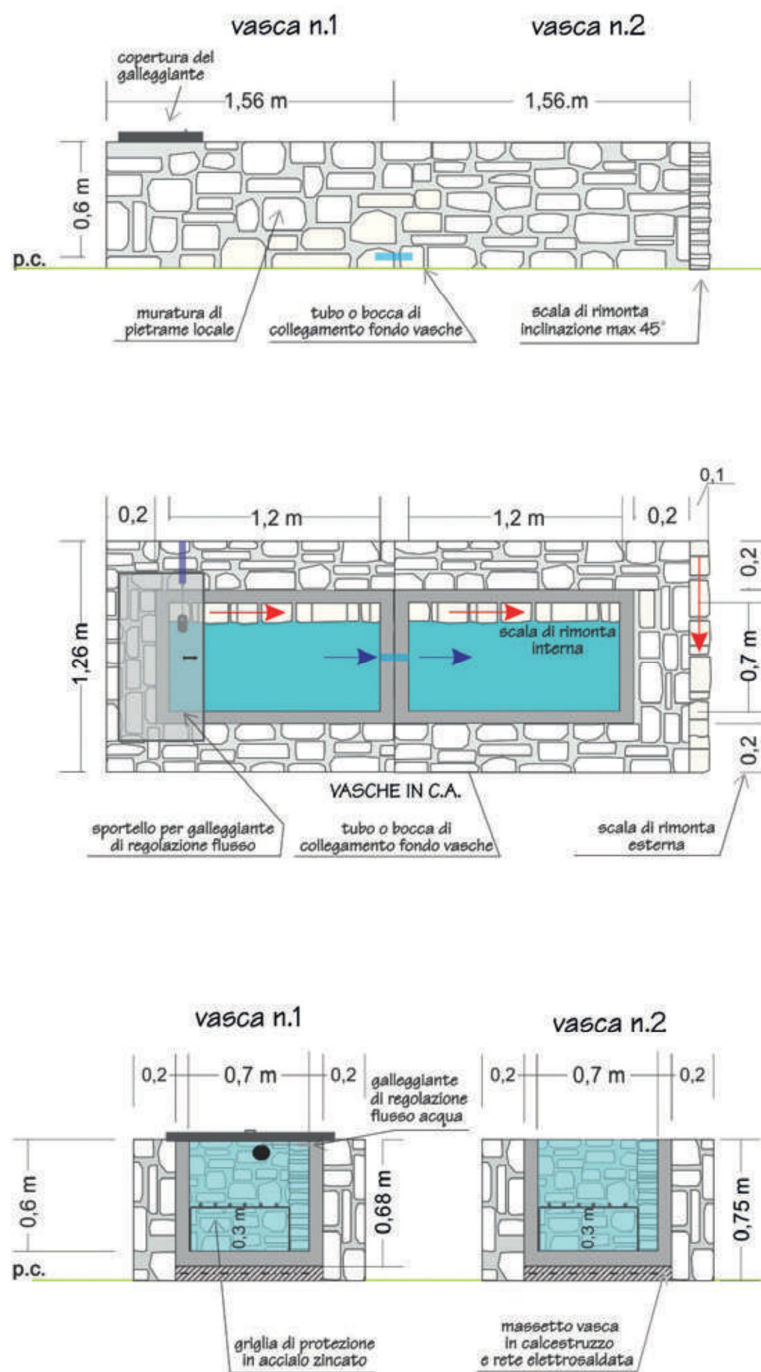 vasca n.1
vasca n.2
copertura del
galleggiante
1,56 m
1,56.m
0,6 m
p.c.
muratura di
pietrame locale
tubo o bocca di
collegamento fondo vasche
scala di rimonta
inclinazione max 45°
0,1
0,2
1,2 m
1,2 m
0,2
0,2
1,26 m
scala di rimonta
interna
0,7 m
0,2
VASCHE IN C.A.
sportello per galleggiante
di regolazione flusso
tubo o bocca di
collegamento fondo vasche
scala di rimonta
esterna
vasca n.1
vasca n.2
0,2
0,7 m
0,2
galleggiante
di regolazione
flusso acqua
0,2
0,7 m
0,2
0,6 m
0,3 m
0,68 m
0,3 m
0,75 m
p.c.
griglia di protezione
in acciaio zincato
massetto vasca
in calcestruzzo
e rete elettrosaldata